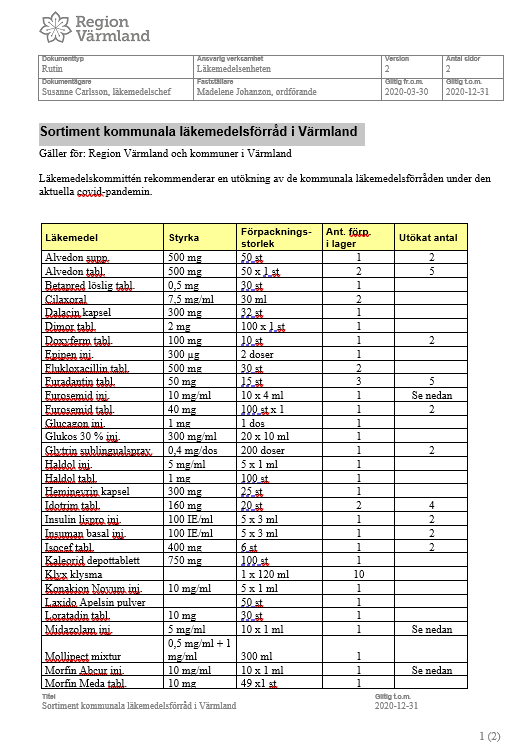 Region
Värmland
Dokumenttyp Ansvarig verksamhet Version Antal sidor
Rutin Läkemedelsenheten 2 2
Dokumentägare Fastställare Giltig fr.o.m. Giltig t.o.m.
Susanne Carlsson, läkemedelschef Madelene Johanzon, ordförande 2020-03-30 2020-12-31
Sortiment kommunala läkemedelsförråd i Värmland
Gäller för: Region Värmland och kommuner i Värmland
Läkemedelskommittén rekommenderar en utökning av de kommunala läkemedelsförråden under den
aktuella covid-pandemin.
Läkemedel Styrka Förpacknings-storlek Ant. förp. i lager Utökat antal
Alvedon supp. 500 mg 50 st 1 2
Alvedon tabl. 500 mg 50 x 1 st 2 5
Betapred löslig tabl. 0,5 mg 30 st 1
Cilaxoral 7,5 mg/ml 30 ml 2
Dalacin kapsel 300 mg 32 st 1
Dimor tabl. 2 mg 100 x 1 st 1
Doxyferm tabl. 100 mg 10 st 1 2
Epipen inj. 300 µg 2 doser 1
Flukloxacillin tabl. 500 mg 30 st 2
Furadantin tabl. 50 mg 15 st 3 5
Furosemid inj. 10 mg/ml 10 x 4 ml 1 Se nedan
Furosemid tabl. 40 mg 100 st x 1 1 2
Glucagon inj. 1 mg 1 dos 1
Glukos 30 % inj. 300 mg/ml 20 x 10 ml 1
Glytrin sublingualspray 0,4 mg/dos 200 doser 1 2
Haldol inj. 5 mg/ml 5 x 1 ml 1
Haldol tabl. 1 mg 100 st 1
Heminevrin kapsel 300 mg 25 st 1
Idotrim tabl. 160 mg 20 st 2 4
Insulin lispro inj. 100 IE/ml 5 x 3 ml 1 2
Insuman basal inj. 100 IE/ml 5 x 3 ml 1 2
Isocef tabl. 400 mg 6 st 1 2
Kaleorid depottablett 750 mg 100 st 1
Klyx klysma 1 x 120 ml 10
Konakion Novum inj. 10 mg/ml 5 x 1 ml 1
Laxido Apelsin pulver 50 st 1
Loratadin tabl. 10 mg 30 st 1
Midazolam inj. 5 mg/ml 10 x 1 ml 1 Se nedan
Mollipect mixtur 0,5 mg/ml + 1 mg/ml 300 ml 1
Morfin Abcur inj. 10 mg/ml 10 x 1 ml 1 Se nedan
Morfin Meda tabl. 10 mg 49 x1 st 1
Titel Giltig t.o.m.
Sortiment kommunala läkemedelsförråd i Värmland 2020-12-31
1 (2)